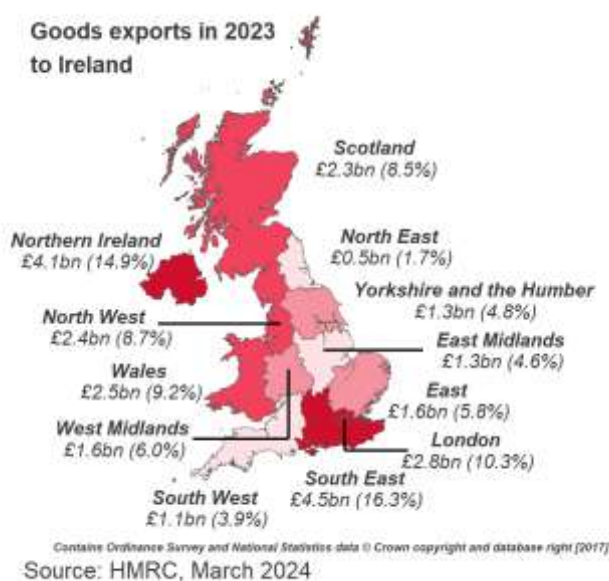 Goods exports in 2023
to Ireland
Scotland
£2.3bn (8.5%)
Northern Ireland
£4.1bn (14.9%)
North East
£0.5bn (1.7%)
Yorkshire and the Humber
£1.3bn (4.8%)
North West
£2.4bn (8.7%)
East Midlands
£1.3bn (4.6%)
Wales
£2.5bn (9.2%)
East
£1.6bn (5.8%)
West Midlands
£1.6bn (6.0%)
London
£2.8bn (10.3%)
South East
£4.5bn (16.3%)
South West
£1.1bn (3.9%)
Contains Ordinance Survey and National Statistics data © Crown copyright and database right [2017]
Source: HMRC, March 2024